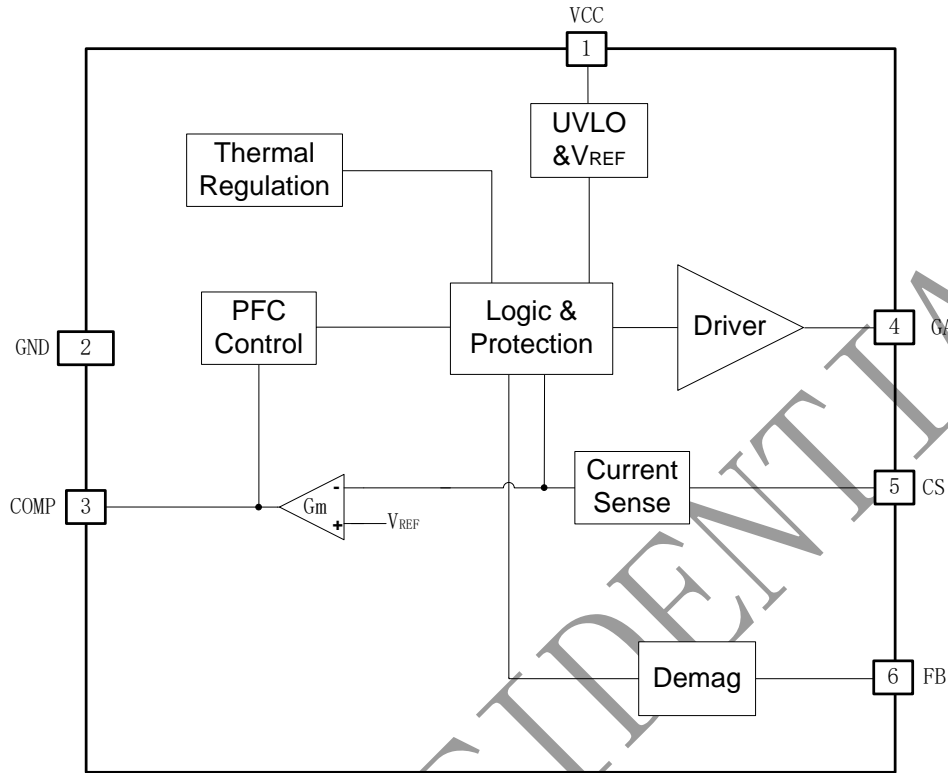 VCC
1
UVLO
&VREF
Thermal
Regulation
PFC
Control
Logic &
Protection
Driver
4
GND
2
COMP
3
Gm
-
+
VREF
Current
Sense
5
CS
Demag
6
FB